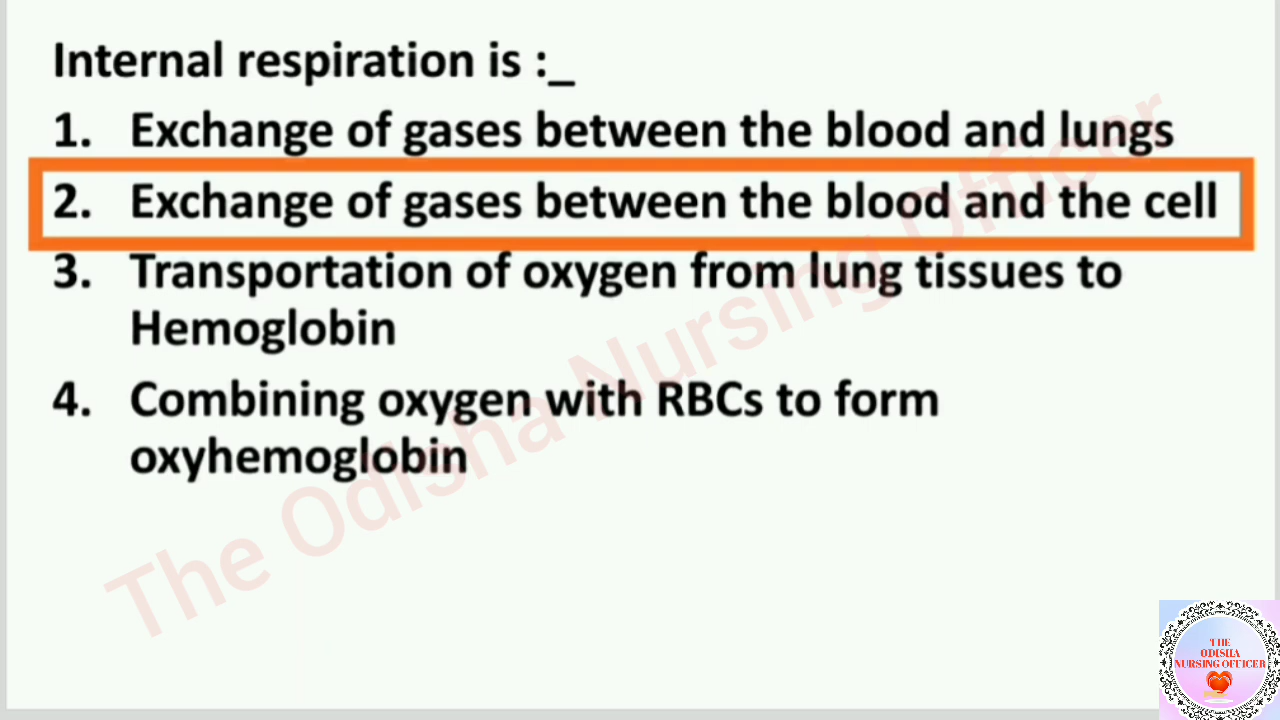 Internal respiration is :_
1. Exchange of gases between the blood and lungs
2. Exchange of gases between the blood and the cell
3. Transportation of oxygen from lung tissues to
Hemoglobin
4. Combining oxygen with RBCs to form
oxyhemoglobin
The Odisha Nursing Officer
THE
ODISHA
NURSING OFFICER